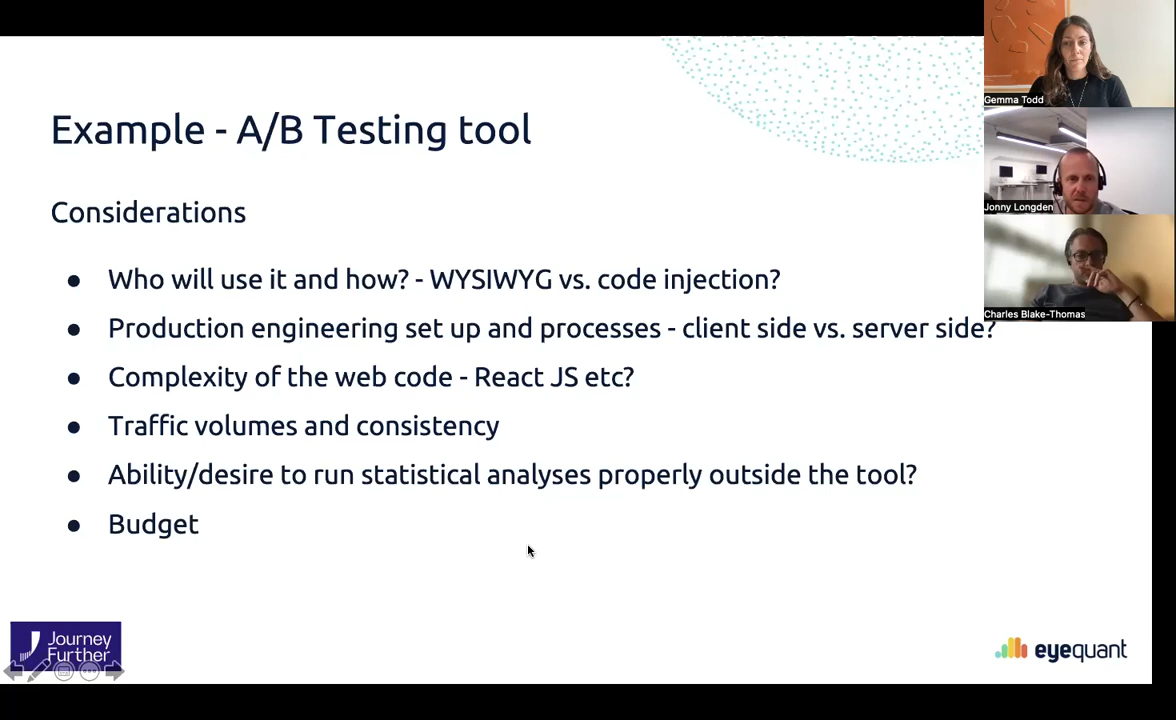 Example - A/B Testing tool
Considerations
● Who will use it and how? - WYSIWYG vs. code injection?
● Production engineering set up and processes - client side vs. server side?
● Complexity of the web code - React JS etc?
● Traffic volumes and consistency
● Ability/desire to run statistical analyses properly outside the tool?
● Budget
Gemma Todd
Jonny Longden
Charles Blake-Thomas
Journey
Further
eyequant